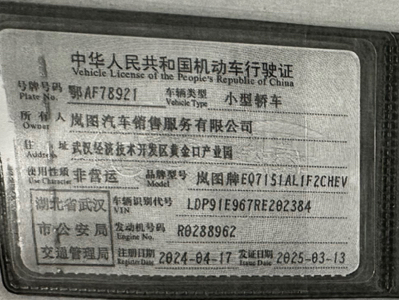 中华人民共和国机动车行驶证
Vehicle License of the People's Republic of China
号牌号码 鄂AF78921 车辆类型 小型轿车
Plate No. Vehicle Type
所有人 岚图汽车销售服务有限公司
Owner
住址 武汉经济技术开发区黄金口产业园
Address
使用性质 非营运 品牌型号 岚图牌EQ7151AL1F2CHEV
Use Character Model
湖北省武汉 车辆识别代号 LDP91E967RE202384
VIN
市公安局 发动机号码 R0288962
Engine No.
交通管理局 注册日期 2024-04-17 发证日期 2025-03-13
Register Date Issue Date